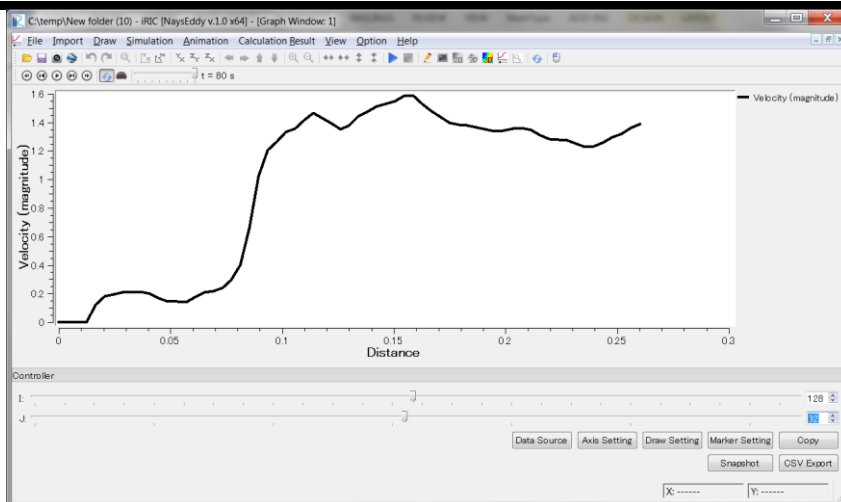 C:\temp\New folder (10) - iRIC [NaysEddy v.1.0 x64] - [Graph Window: 1]
File Import Draw Simulation Animation Calculation Result View Option Help
t = 80 s
Velocity (magnitude)
1.6
1.4
1.2
1
0.8
0.6
0.4
0.2
0
Velocity (magnitude)
0 0.05 0.1 0.15 0.2 0.25 0.3
Distance
Controller
I: 128
J: 32
Data Source Axis Setting Draw Setting Marker Setting Copy
Snapshot CSV Export
X: ------ Y: ------